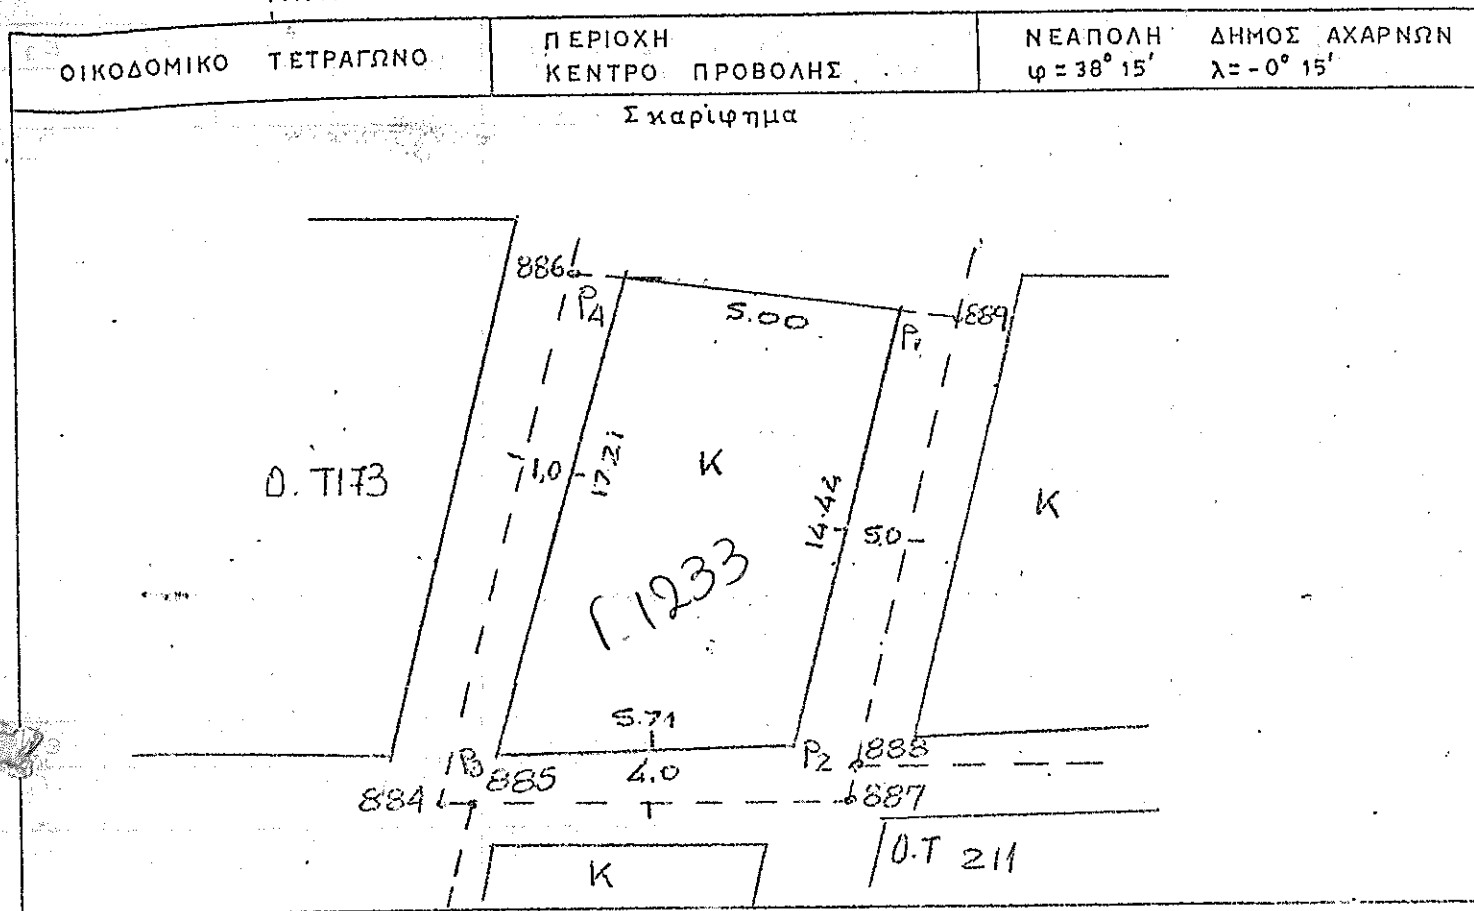 ΟΙΚΟΔΟΜΙΚΟ ΤΕΤΡΑΓΩΝΟ
ΠΕΡΙΟΧΗ
ΚΕΝΤΡΟ ΠΡΟΒΟΛΗΣ
ΝΕΑΠΟΛΗ ΔΗΜΟΣ ΑΧΑΡΝΩΝ
φ = 38° 15' λ = -0° 15'
Σκαρίφημα
886
P4
5.00
P1
889
Ο. Τ173
1,0
17.21
Κ
14.44
5.0
Κ
Γ.1233
5.71
P3
885
4.0
P2
888
884
887
Κ
Ο.Τ 211